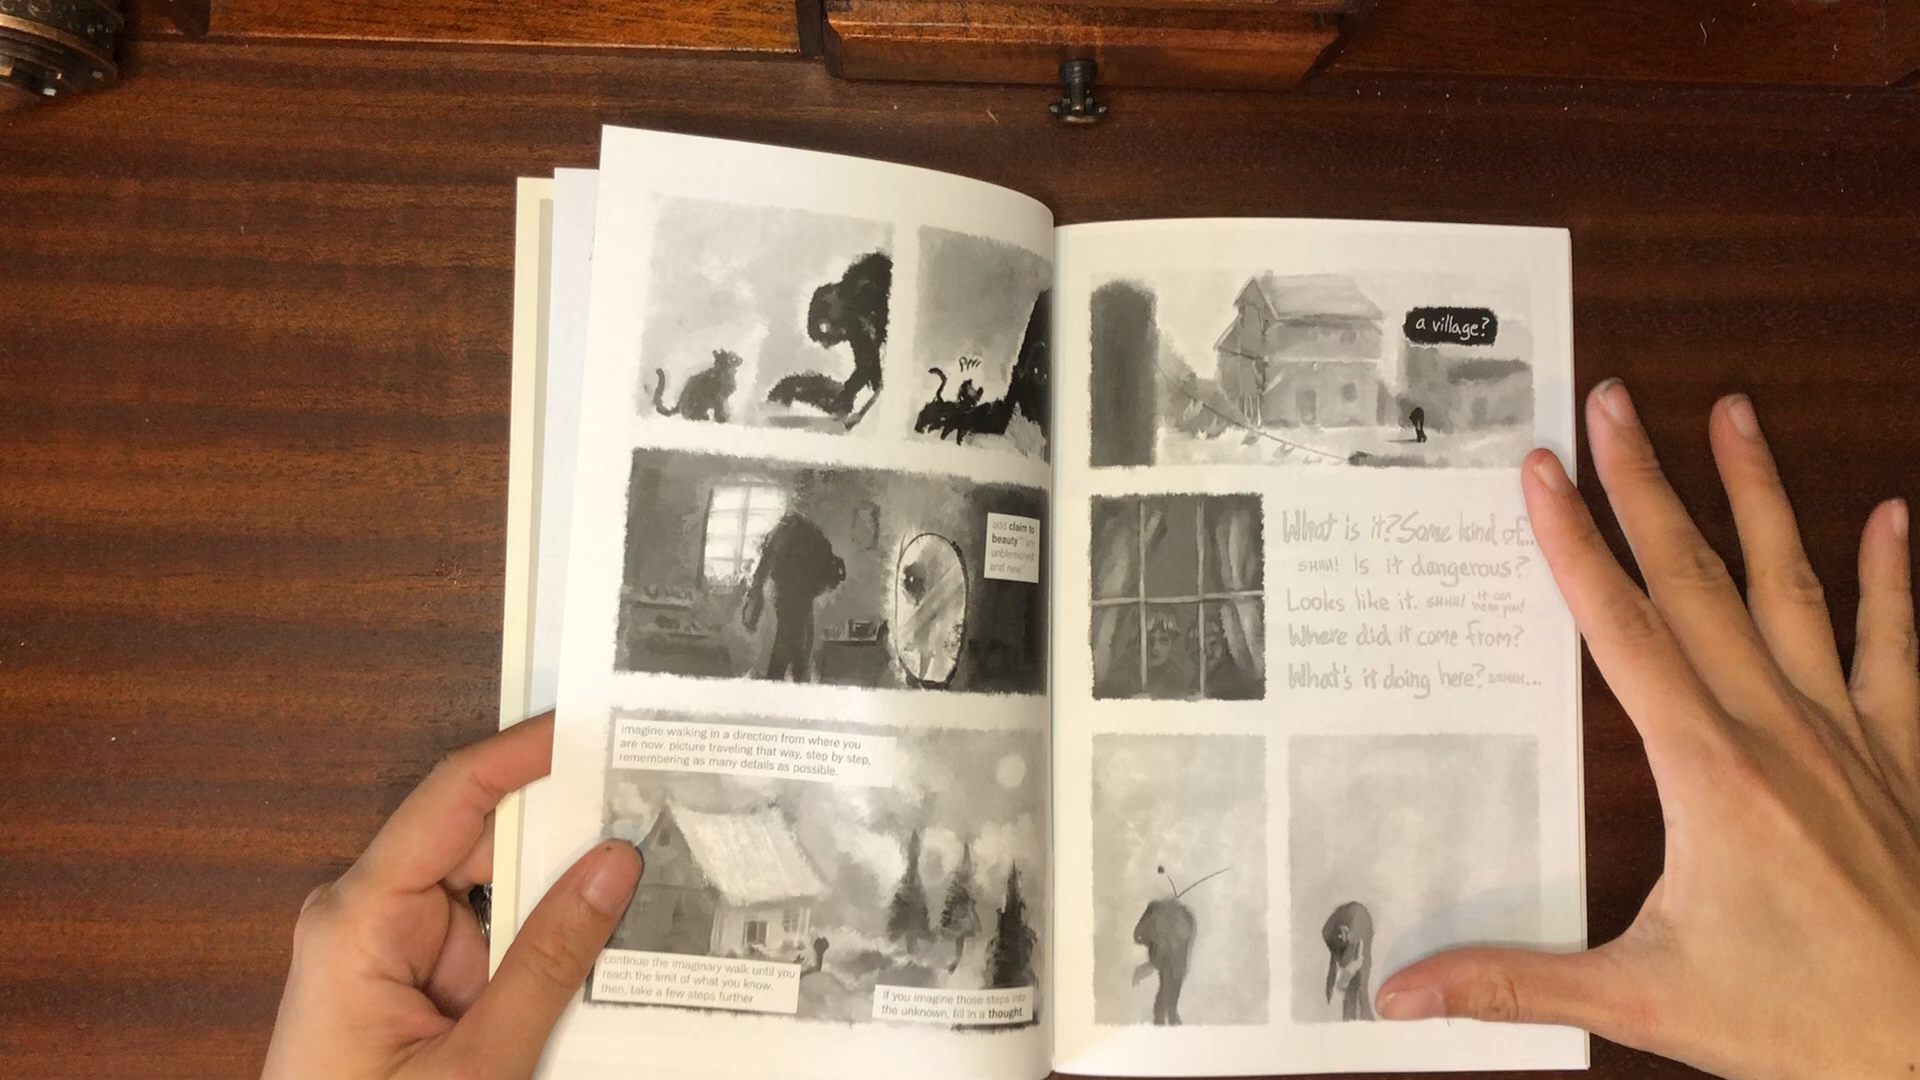 prrr
add claim to
beauty "I am
unblemished
and new."
imagine walking in a direction from where you
are now. picture traveling that way, step by step,
remembering as many details as possible.
continue the imaginary walk until you
reach the limit of what you know.
then, take a few steps further.
if you imagine those steps into
the unknown, fill in a thought
a village?
What is it? Some kind of...
SHHH! Is it dangerous?
Looks like it. SHHH! It can hear you!
Where did it come from?
What's it doing here? SHHHH...